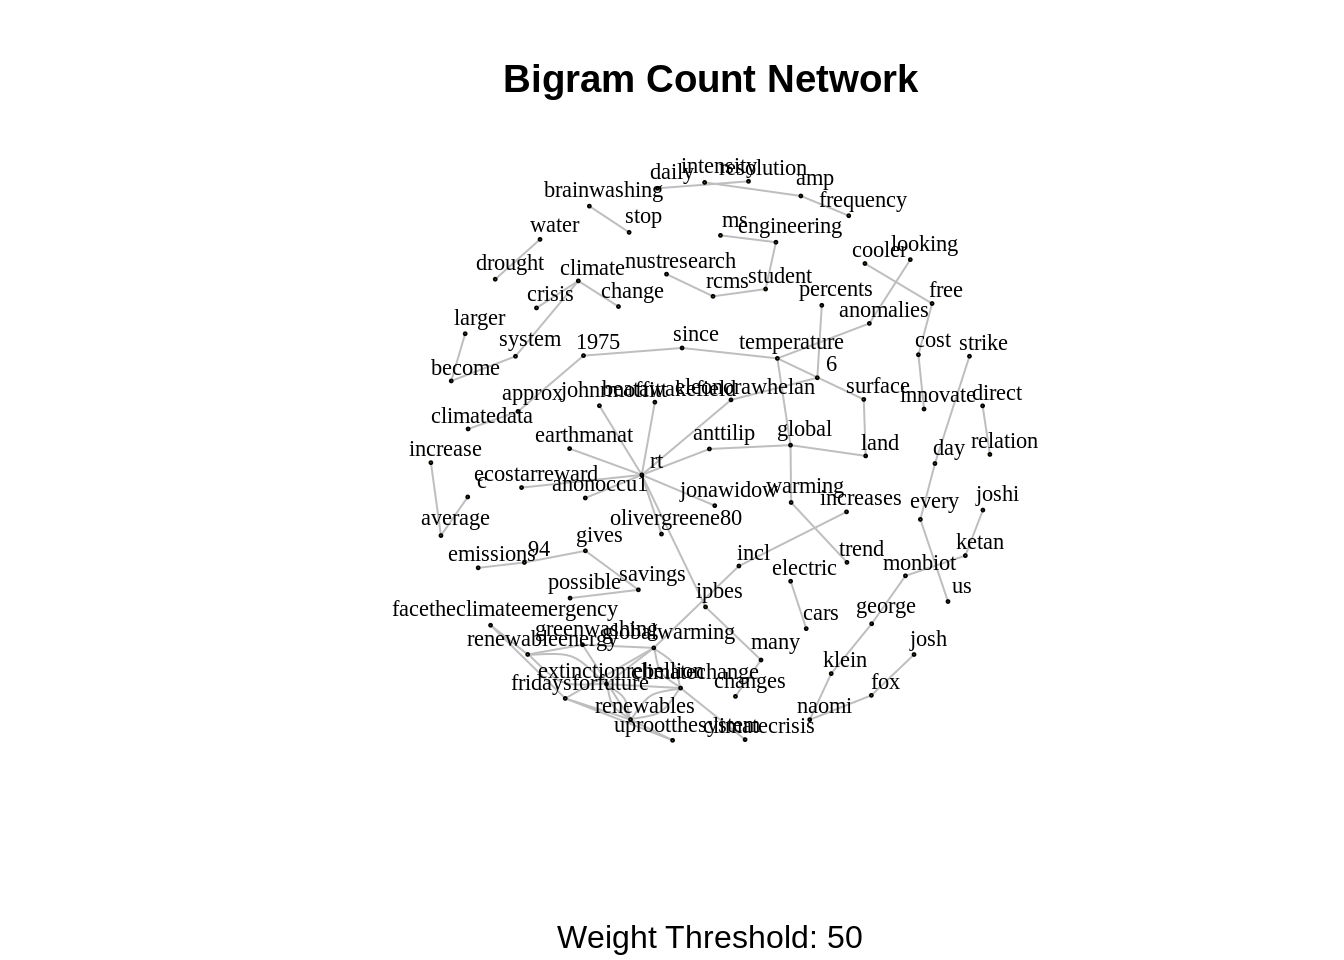 Bigram Count Network
intensity
daily
resolution
amp
brainwashing
frequency
stop
water
ms
engineering
looking
cooler
drought
climate
nustresearch
rcms
student
percents
free
crisis
change
anomalies
larger
system
1975
since
temperature
cost
strike
become
6
approx
johnrmoffitt
kleondrawhelan
surface
innovate
direct
climatedata
earthmanat
anttilip
global
land
relation
increase
day
rt
ecostarreward
c
anonoccu1
jonawidow
warming
increases
every
joshi
average
olivergreene80
gives
ketan
emissions
94
incl
trend
electric
monbiot
possible
savings
ipbes
us
facetheclimateemergency
george
cars
greenwashing
globalwarming
renewableenergy
many
josh
klein
extinctionrebellion
climatechange
fridaysforfuture
changes
fox
renewables
naomi
uprootthesystem
climatecrisis
Weight Threshold: 50